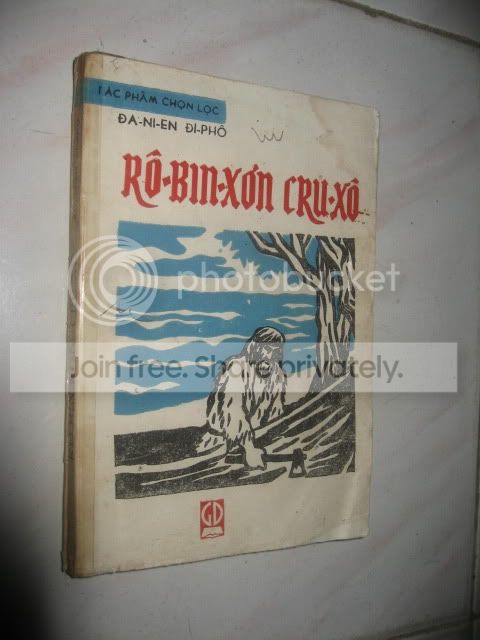 TÁC PHẨM CHỌN LỌC
ĐA-NI-EN ĐI-PHÔ
RÔ-BIN-XƠN CRU-XÔ
photobucket
Join free. Share privately.
GD